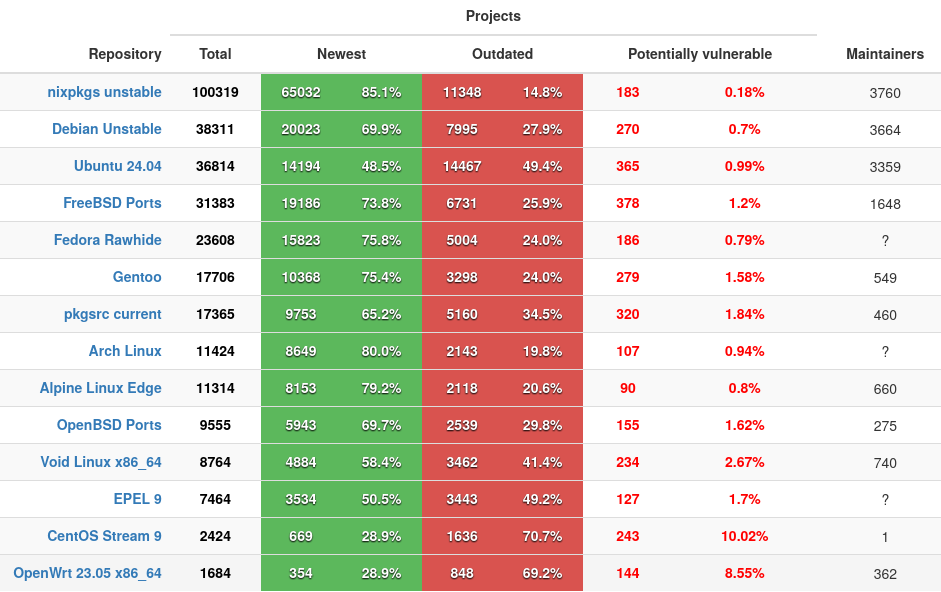 Projects
Repository Total Newest Outdated Potentially vulnerable Maintainers
nixpkgs unstable 100319 65032 85.1% 11348 14.8% 183 0.18% 3760
Debian Unstable 38311 20023 69.9% 7995 27.9% 270 0.7% 3664
Ubuntu 24.04 36814 14194 48.5% 14467 49.4% 365 0.99% 3359
FreeBSD Ports 31383 19186 73.8% 6731 25.9% 378 1.2% 1648
Fedora Rawhide 23608 15823 75.8% 5004 24.0% 186 0.79% ?
Gentoo 17706 10368 75.4% 3298 24.0% 279 1.58% 549
pkgsrc current 17365 9753 65.2% 5160 34.5% 320 1.84% 460
Arch Linux 11424 8649 80.0% 2143 19.8% 107 0.94% ?
Alpine Linux Edge 11314 8153 79.2% 2118 20.6% 90 0.8% 660
OpenBSD Ports 9555 5943 69.7% 2539 29.8% 155 1.62% 275
Void Linux x86_64 8764 4884 58.4% 3462 41.4% 234 2.67% 740
EPEL 9 7464 3534 50.5% 3443 49.2% 127 1.7% ?
CentOS Stream 9 2424 669 28.9% 1636 70.7% 243 10.02% 1
OpenWrt 23.05 x86_64 1684 354 28.9% 848 69.2% 144 8.55% 362